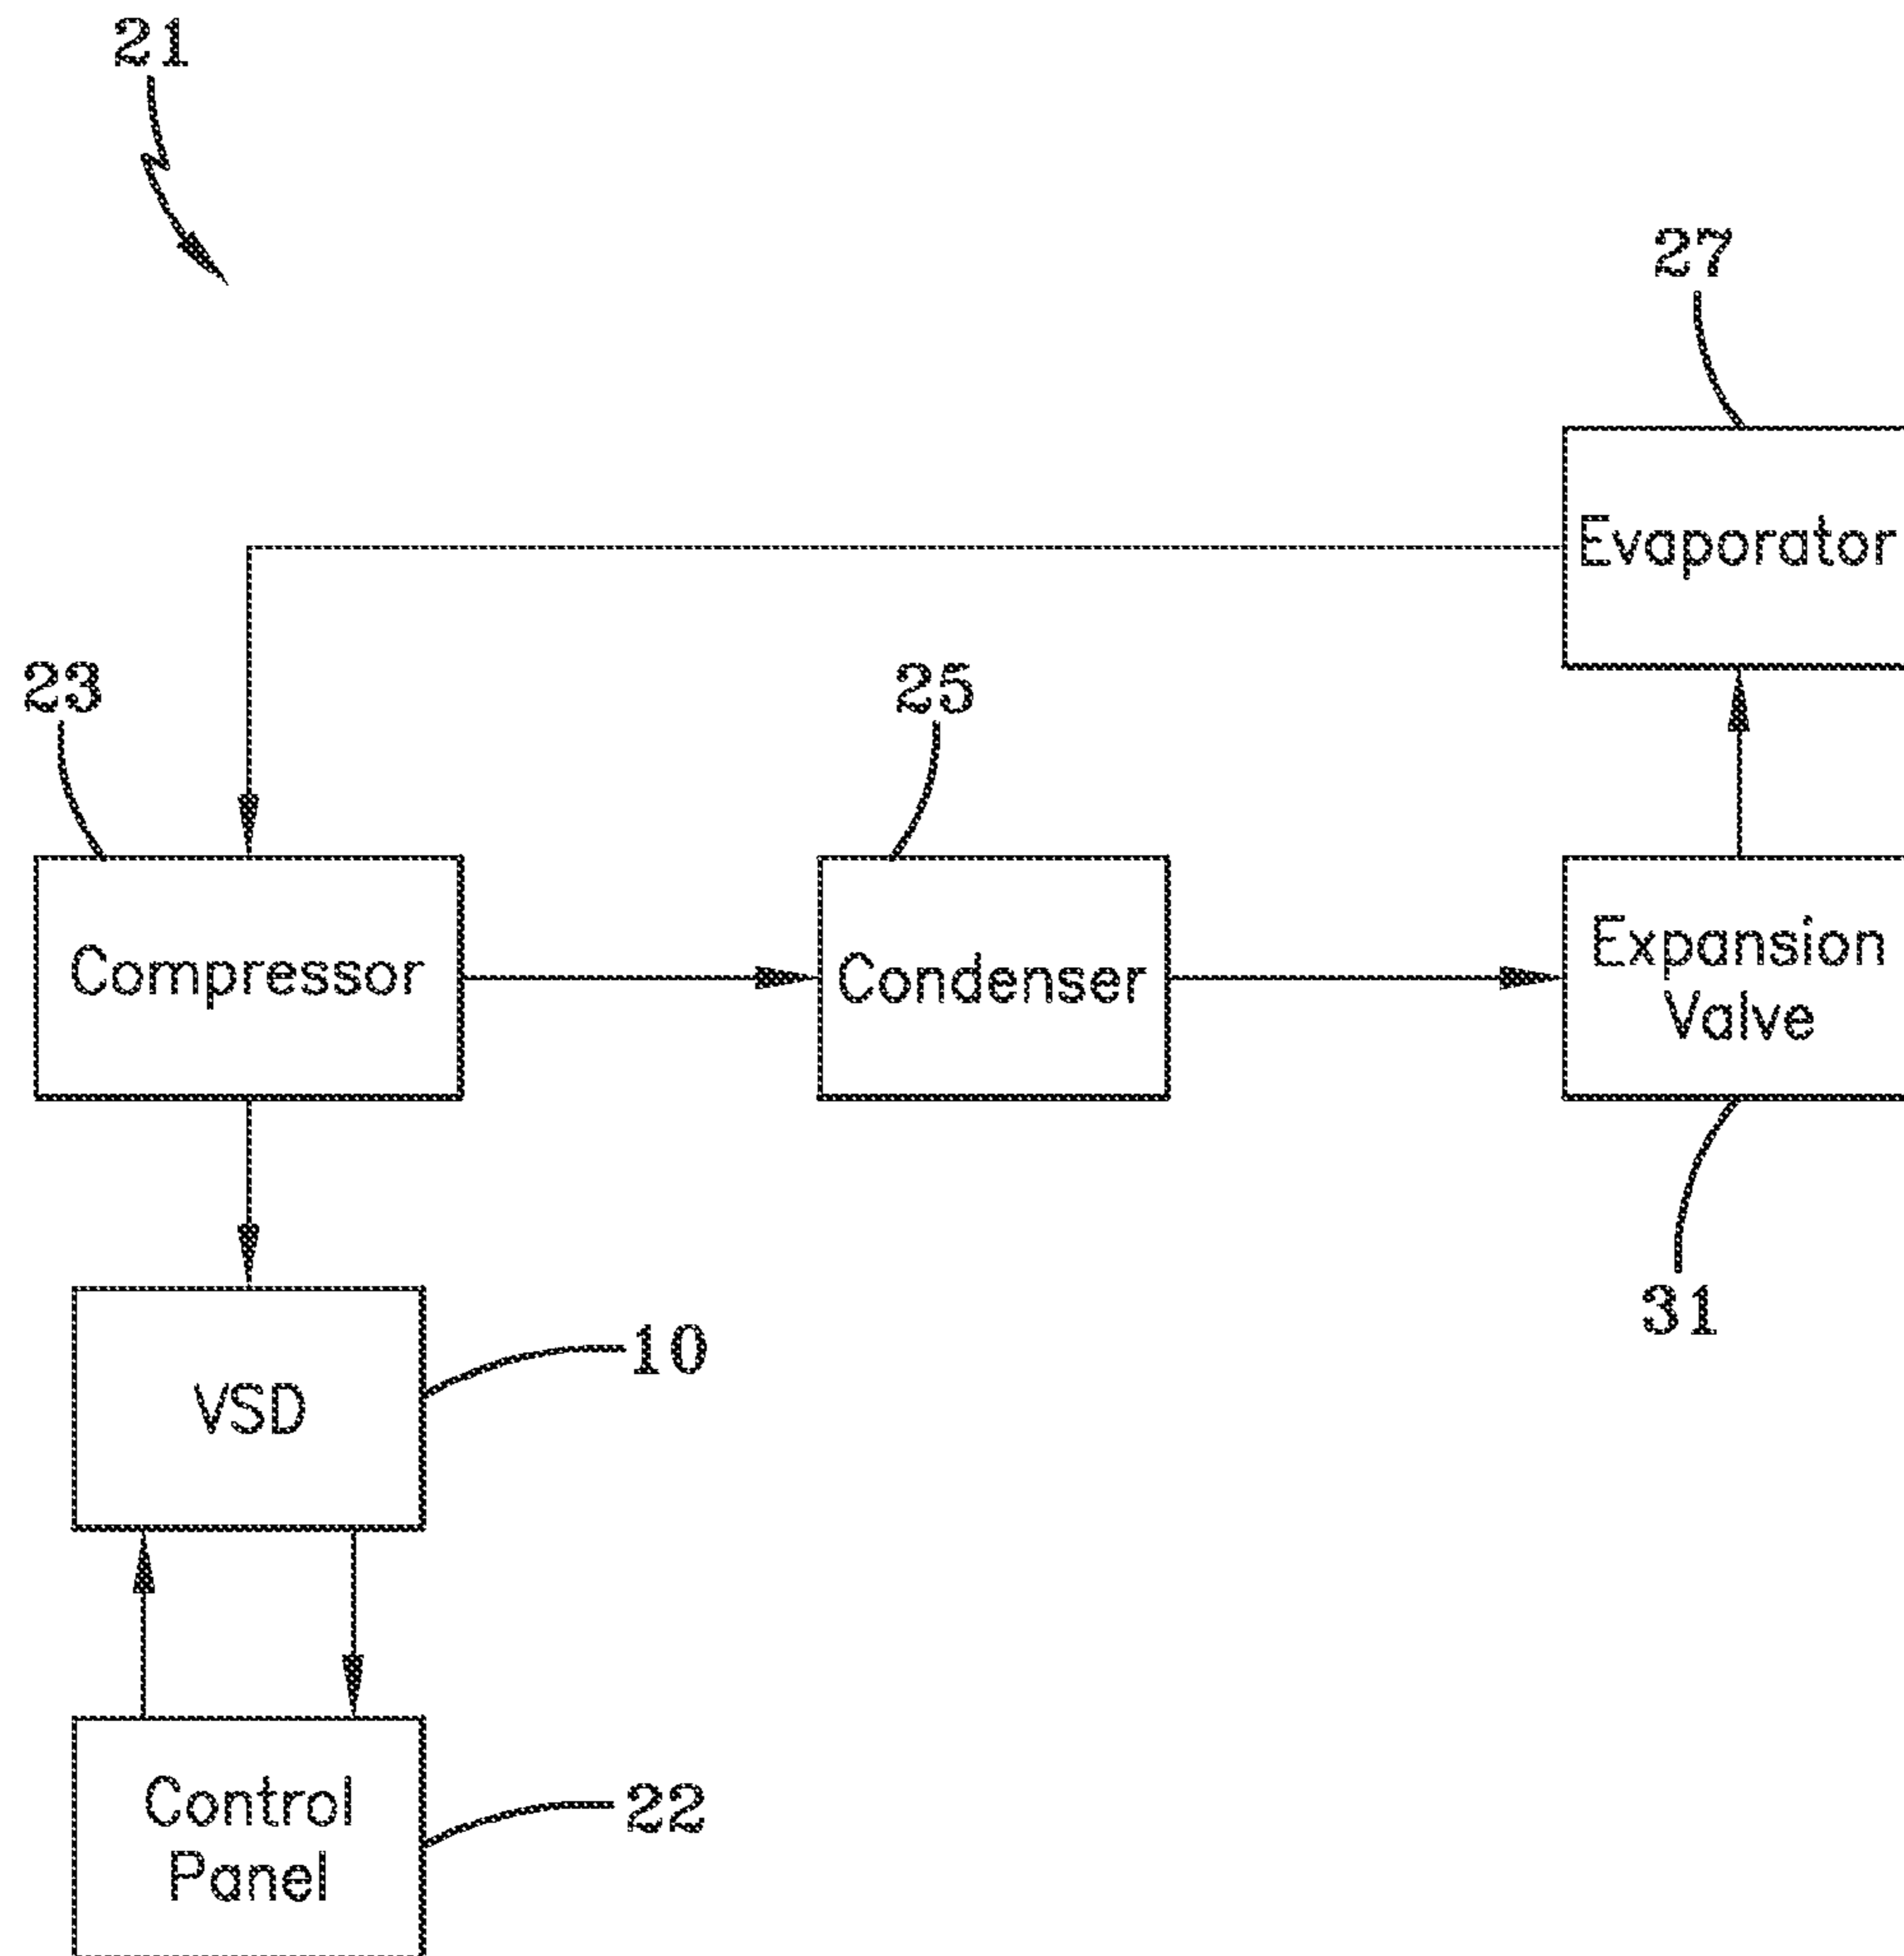 21
27
Evaporator
23
25
Compressor
Condenser
Expansion
Valve
31
10
VSD
Control
Panel
22